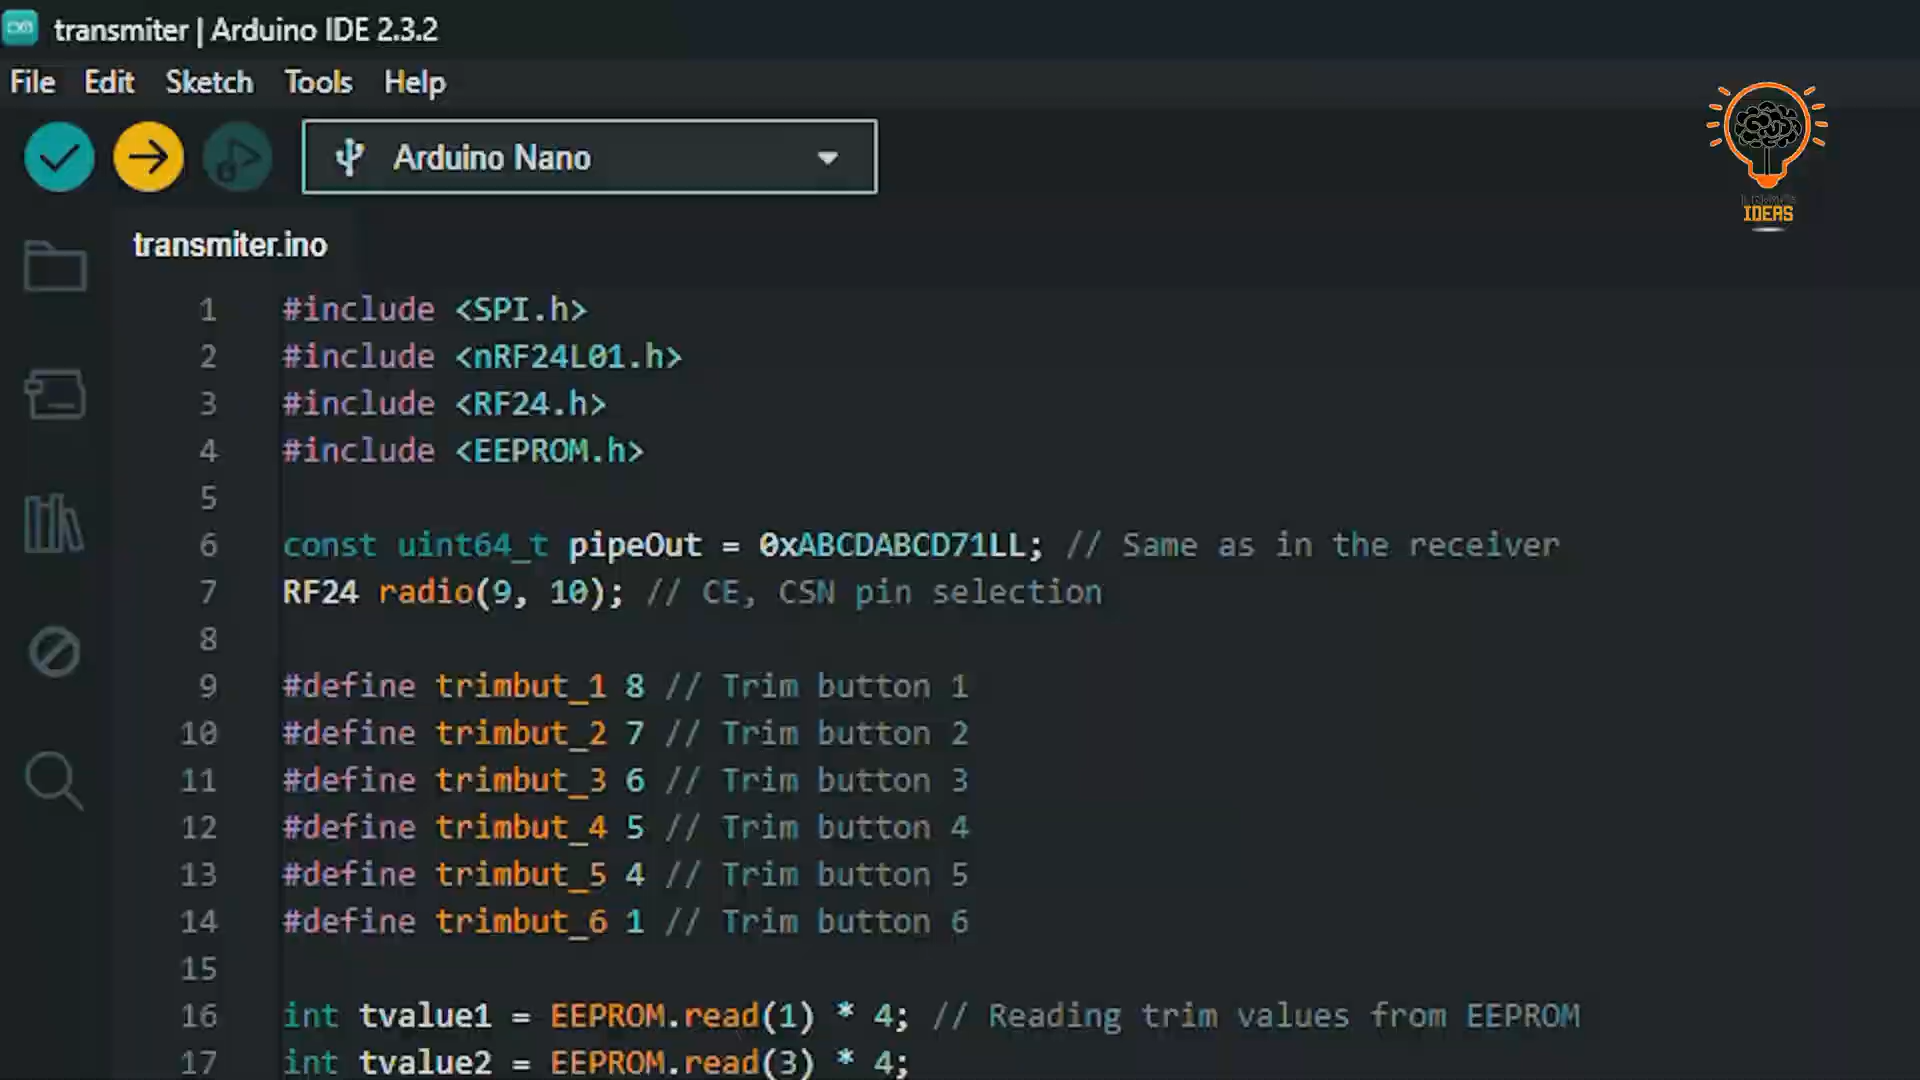 transmiter | Arduino IDE 2.3.2
File Edit Sketch Tools Help
Arduino Nano
IDEAS
transmiter.ino
1 #include <SPI.h>
2 #include <nRF24L01.h>
3 #include <RF24.h>
4 #include <EEPROM.h>
5
6 const uint64_t pipeOut = 0xABCDABCD71LL; // Same as in the receiver
7 RF24 radio(9, 10); // CE, CSN pin selection
8
9 #define trimbut_1 8 // Trim button 1
10 #define trimbut_2 7 // Trim button 2
11 #define trimbut_3 6 // Trim button 3
12 #define trimbut_4 5 // Trim button 4
13 #define trimbut_5 4 // Trim button 5
14 #define trimbut_6 1 // Trim button 6
15
16 int tvalue1 = EEPROM.read(1) * 4; // Reading trim values from EEPROM
17 int tvalue2 = EEPROM.read(3) * 4;